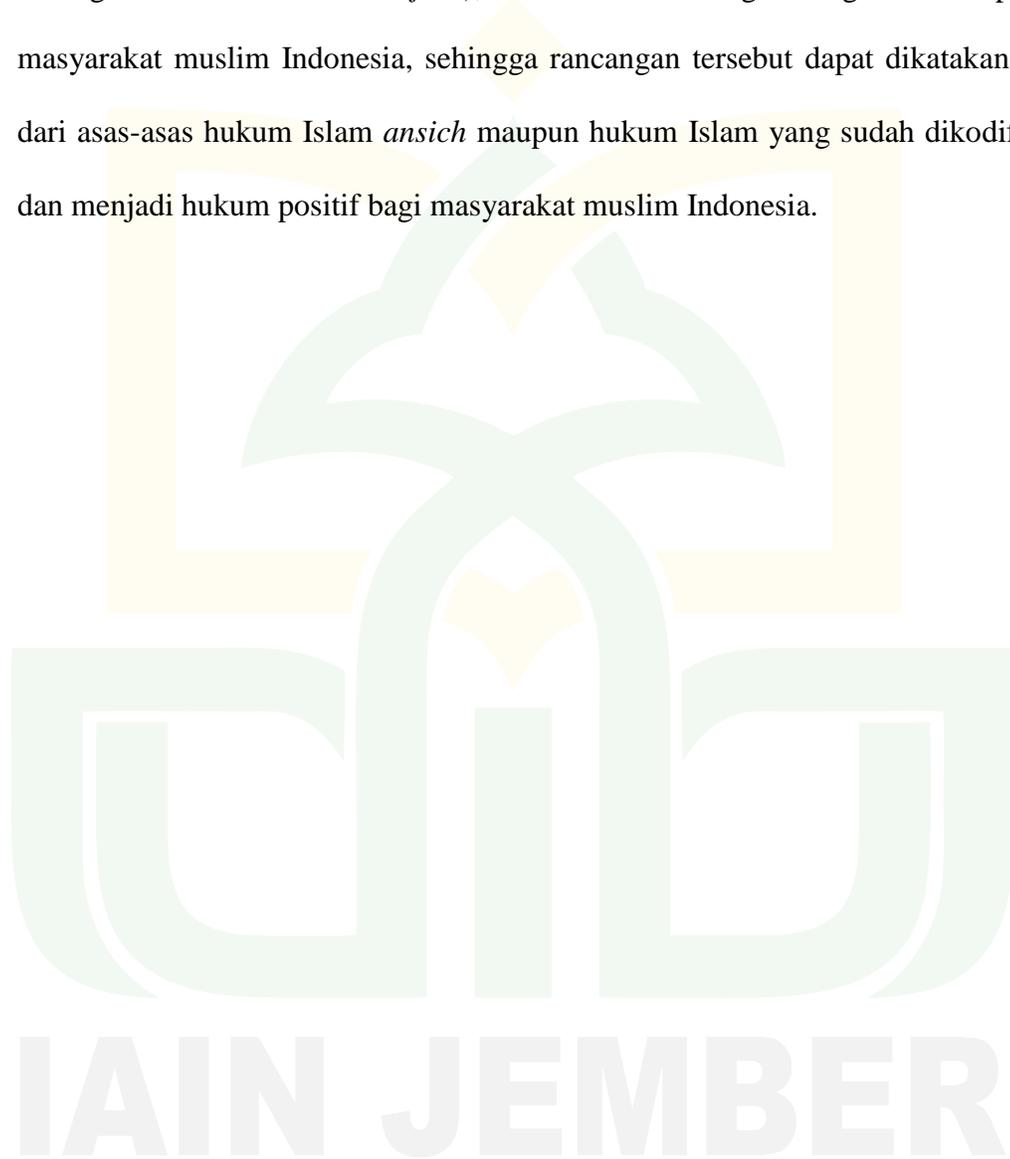 masyarakat muslim Indonesia, sehingga rancangan tersebut dapat dikatakan
dari asas-asas hukum Islam ansich maupun hukum Islam yang sudah
dan menjadi hukum positif bagi masyarakat muslim Indonesia.
IAIN JEMBER